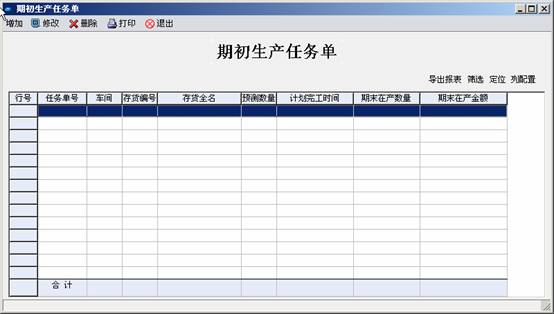 期初生产任务单
增加 修改 删除 打印 退出
期初生产任务单
导出报表 筛选 定位 列配置
行号 任务单号 车间 存货编号 存货全名 预测数量 计划完工时间 期末在产数量 期末在产金额
合 计